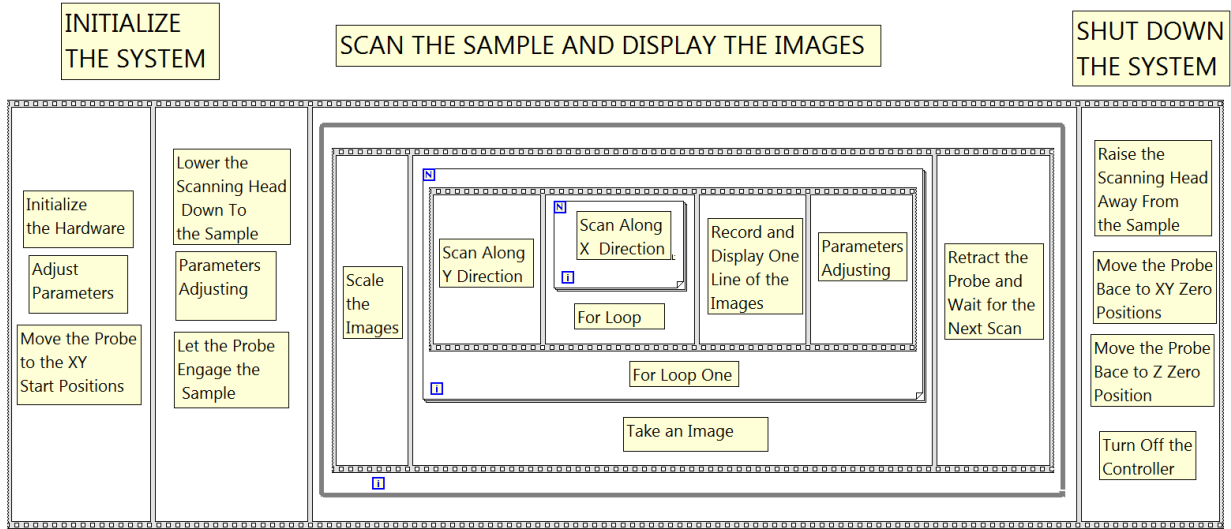 INITIALIZE
THE SYSTEM
SCAN THE SAMPLE AND DISPLAY THE IMAGES
SHUT DOWN
THE SYSTEM
Initialize
the Hardware
Adjust
Parameters
Move the Probe
to the XY
Start Positions
Lower the
Scanning Head
Down To
the Sample
Parameters
Adjusting
Let the Probe
Engage the
Sample
Scale
the
Images
N
Scan Along
Y Direction
N
Scan Along
X Direction
i
For Loop
Record and
Display One
Line of the
Images
Parameters
Adjusting
For Loop One
i
Take an Image
Retract the
Probe and
Wait for the
Next Scan
i
Raise the
Scanning Head
Away From
the Sample
Move the Probe
Bace to XY Zero
Positions
Move the Probe
Bace to Z Zero
Position
Turn Off the
Controller